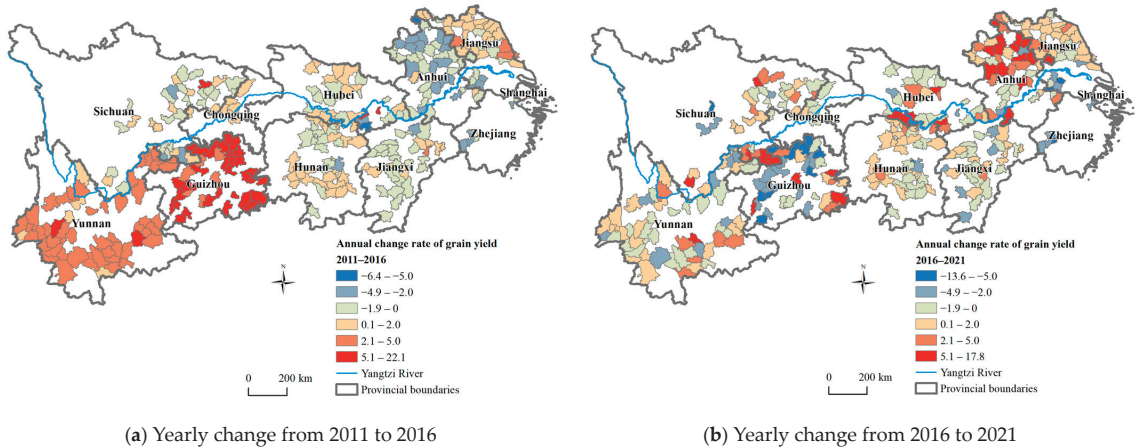 Jiangsu
Anhui
Shanghai
Hubei
Sichuan
Chongqing
Zhejiang
Hunan
Jiangxi
Guizhou
Yunnan
Annual change rate of grain yield
2011–2016
−6.4 – −5.0
−4.9 – −2.0
−1.9 – 0
0.1 – 2.0
2.1 – 5.0
5.1 – 22.1
Yangtzi River
Provincial boundaries
N
0 200 km
(a) Yearly change from 2011 to 2016
Jiangsu
Anhui
Shanghai
Hubei
Sichuan
Chongqing
Zhejiang
Hunan
Jiangxi
Guizhou
Yunnan
Annual change rate of grain yield
2016–2021
−13.6 – −5.0
−4.9 – −2.0
−1.9 – 0
0.1 – 2.0
2.1 – 5.0
5.1 – 17.8
Yangtzi River
Provincial boundaries
N
0 200 km
(b) Yearly change from 2016 to 2021